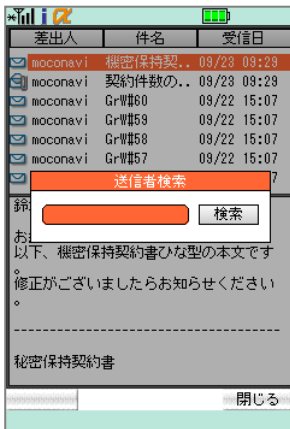 i α
差出人 件名 受信日
moconavi 機密保持契.. 09/23 09:29
moconavi 契約件数の.. 09/23 09:29
moconavi GrW#60 09/22 15:07
moconavi GrW#59 09/22 15:07
moconavi GrW#58 09/22 15:07
moconavi GrW#57 09/22 15:07
7
送信者検索
検索
以下、機密保持契約書ひな型の本文です
。
修正がございましたらお知らせください
。
----------------------------------------
秘密保持契約書
閉じる